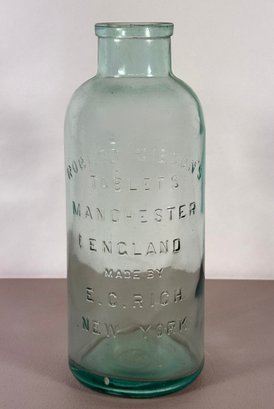 TABLETS
MANCHESTER
ENGLAND
MADE BY
E.C. RICH
NEW YORK